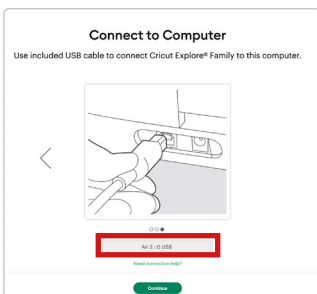 Connect to Computer
Use included USB cable to connect Cricut Explore® Family to this computer.
Air 2 : 0 USB
Need connection help?
Continue